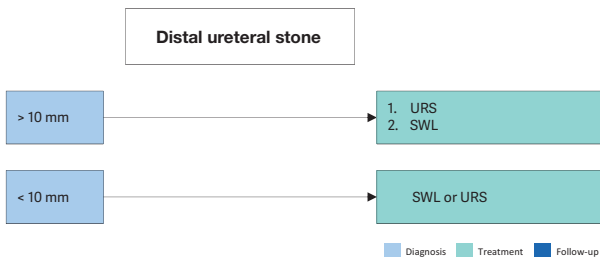 Distal ureteral stone
> 10 mm
1. URS
2. SWL
< 10 mm
SWL or URS
Diagnosis Treatment Follow-up